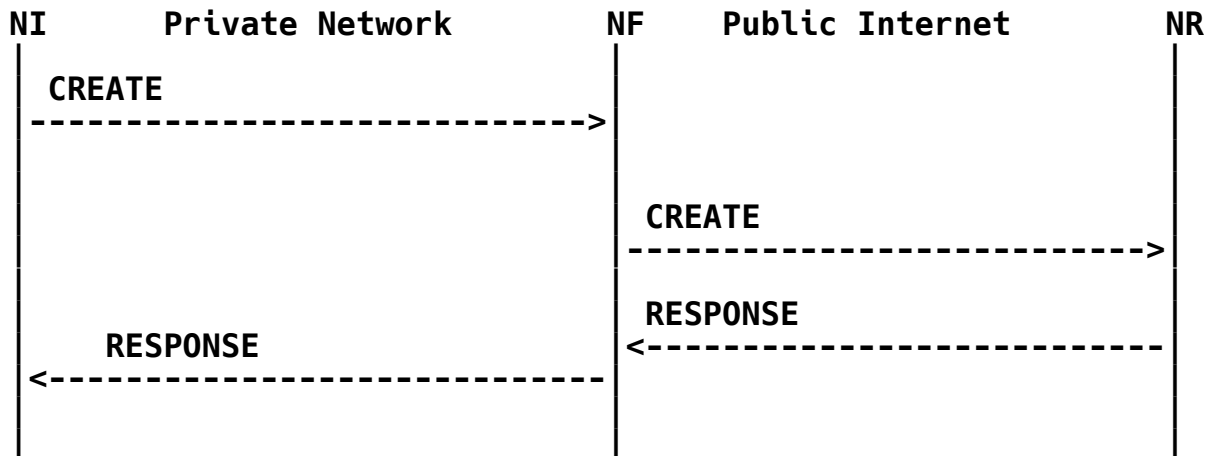 NI Private Network NF Public Internet NR
CREATE
------------------------------>
CREATE
--------------------------->
RESPONSE
RESPONSE <---------------------------
<-----------------------------